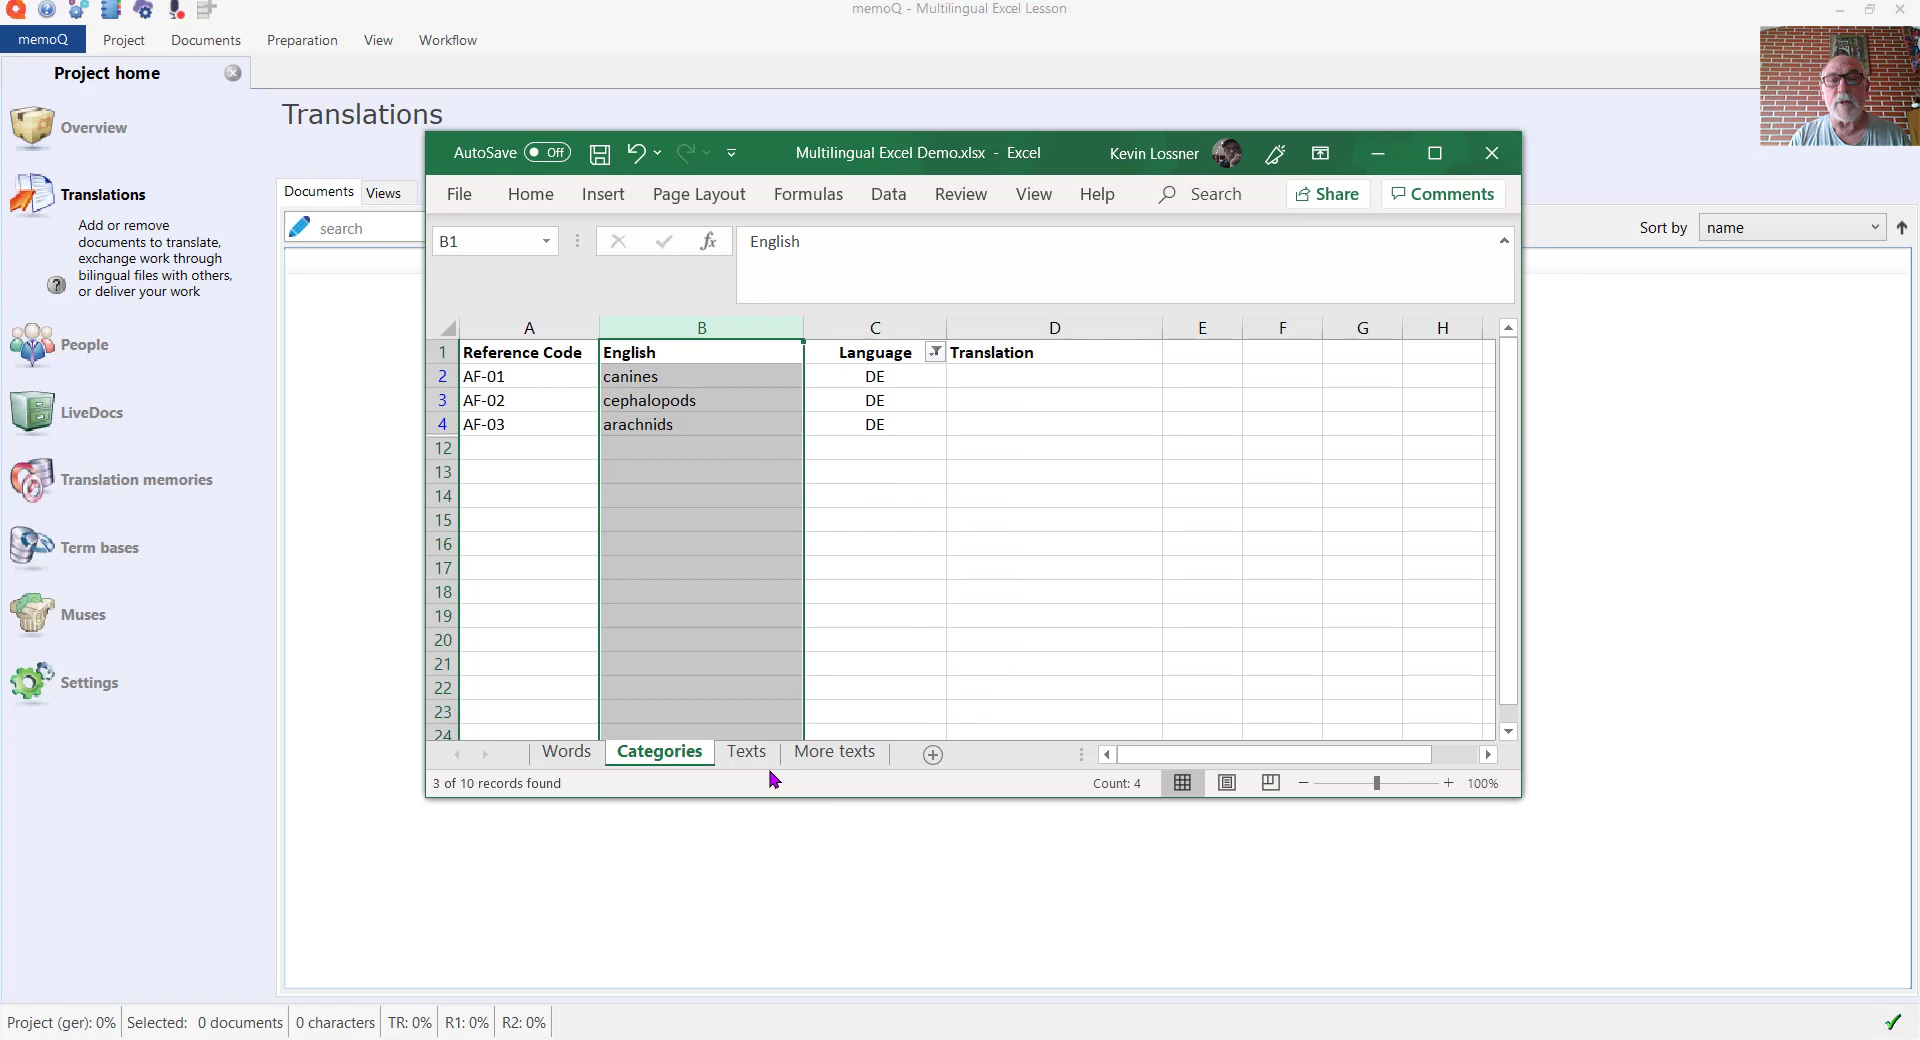 memoQ - Multilingual Excel Lesson
memoQ Project Documents Preparation View Workflow
Project home
Translations
Overview
Translations
Add or remove
documents to translate,
exchange work through
bilingual files with others,
or deliver your work
People
LiveDocs
Translation memories
Term bases
Muses
Settings
Documents Views
search
Sort by name
AutoSave Off Multilingual Excel Demo.xlsx - Excel Kevin Lossner
File Home Insert Page Layout Formulas Data Review View Help Search Share Comments
B1 fx English
A B C D E F G H
1 Reference Code English Language Translation
2 AF-01 canines DE
3 AF-02 cephalopods DE
4 AF-03 arachnids DE
12
13
14
15
16
17
18
19
20
21
22
23
24
Words Categories Texts More texts
3 of 10 records found Count: 4 100%
Project (ger): 0% Selected: 0 documents 0 characters TR: 0% R1: 0% R2: 0%